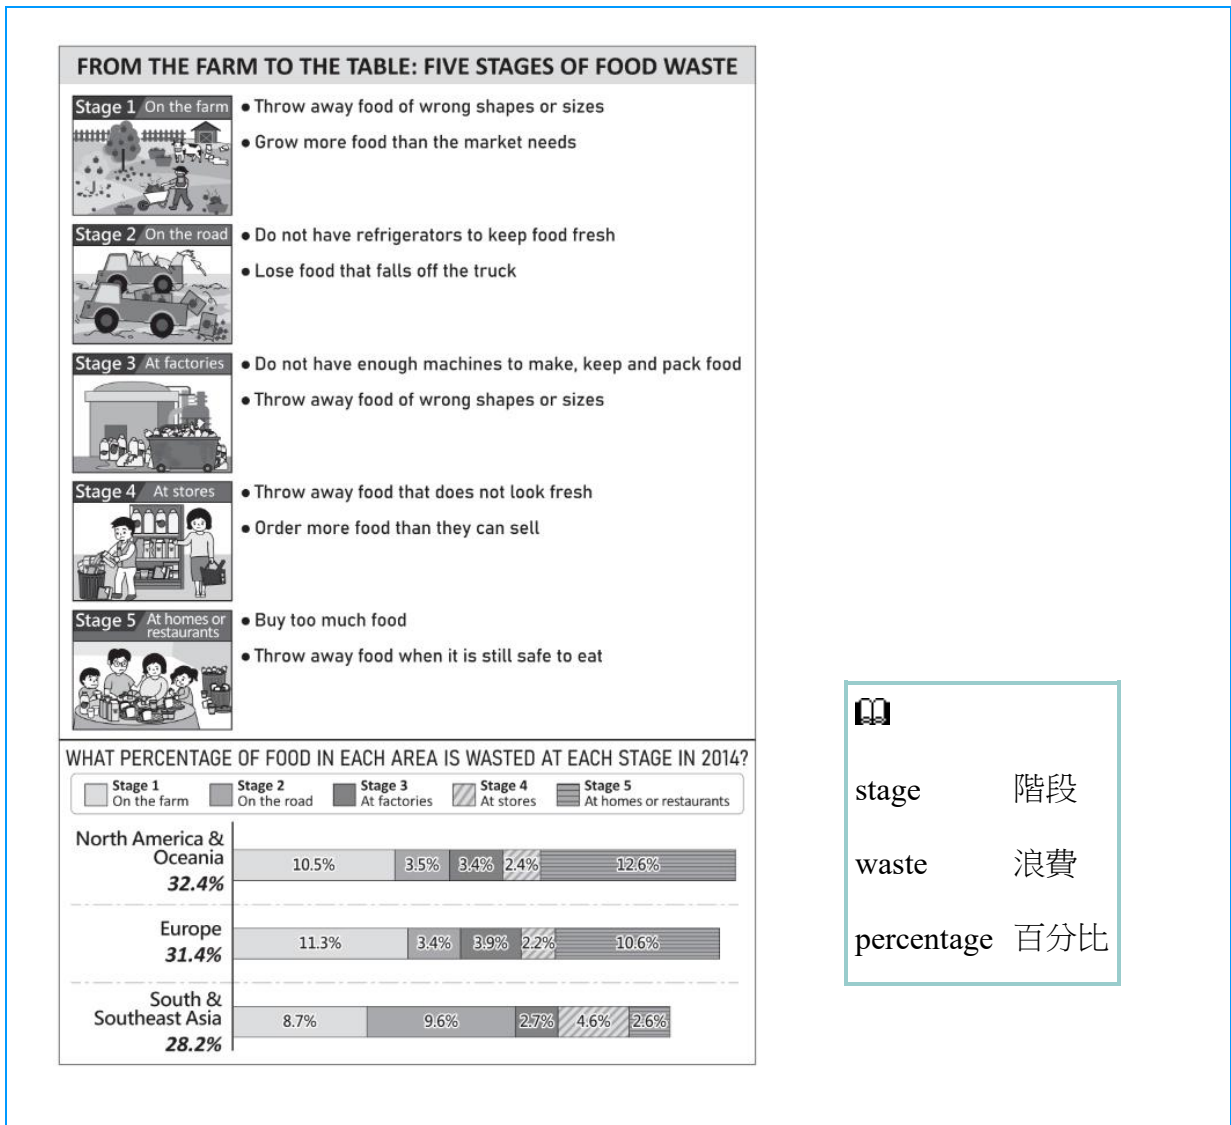 FROM THE FARM TO THE TABLE: FIVE STAGES OF FOOD WASTE
Stage 1 On the farm
● Throw away food of wrong shapes or sizes
● Grow more food than the market needs
Stage 2 On the road
● Do not have refrigerators to keep food fresh
● Lose food that falls off the truck
Stage 3 At factories
● Do not have enough machines to make, keep and pack food
● Throw away food of wrong shapes or sizes
Stage 4 At stores
● Throw away food that does not look fresh
● Order more food than they can sell
Stage 5 At homes or
restaurants
● Buy too much food
● Throw away food when it is still safe to eat
WHAT PERCENTAGE OF FOOD IN EACH AREA IS WASTED AT EACH STAGE IN 2014?
Stage 1
On the farm
Stage 2
On the road
Stage 3
At factories
Stage 4
At stores
Stage 5
At homes or restaurants
North America &
Oceania
32.4%
10.5% 3.5% 3.4% 2.4% 12.6%
Europe
31.4%
11.3% 3.4% 3.9% 2.2% 10.6%
South &
Southeast Asia
28.2%
8.7% 9.6% 2.7% 4.6% 2.6%
stage 階段
waste 浪費
percentage 百分比